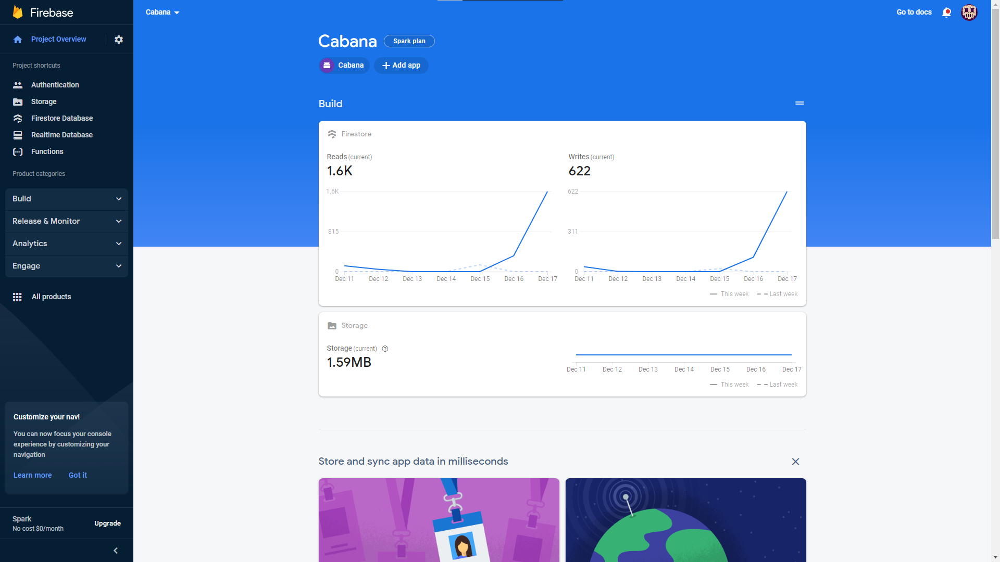 Firebase
Project Overview
Project shortcuts
Authentication
Storage
Firestore Database
Realtime Database
Functions
Product categories
Build
Release & Monitor
Analytics
Engage
All products
Customize your nav!
You can now focus your console
experience by customizing your
navigation
Learn more Got it
Spark
No-cost $0/month
Upgrade
Cabana
Go to docs
Cabana Spark plan
Cabana Add app
Build
Firestore
Reads (current)
1.6K
1.6K
815
0
Dec 11 Dec 12 Dec 13 Dec 14 Dec 15 Dec 16 Dec 17
Writes (current)
622
622
311
0
Dec 11 Dec 12 Dec 13 Dec 14 Dec 15 Dec 16 Dec 17
This week Last week
Storage
Storage (current)
1.59MB
Dec 11 Dec 12 Dec 13 Dec 14 Dec 15 Dec 16 Dec 17
This week Last week
Store and sync app data in milliseconds